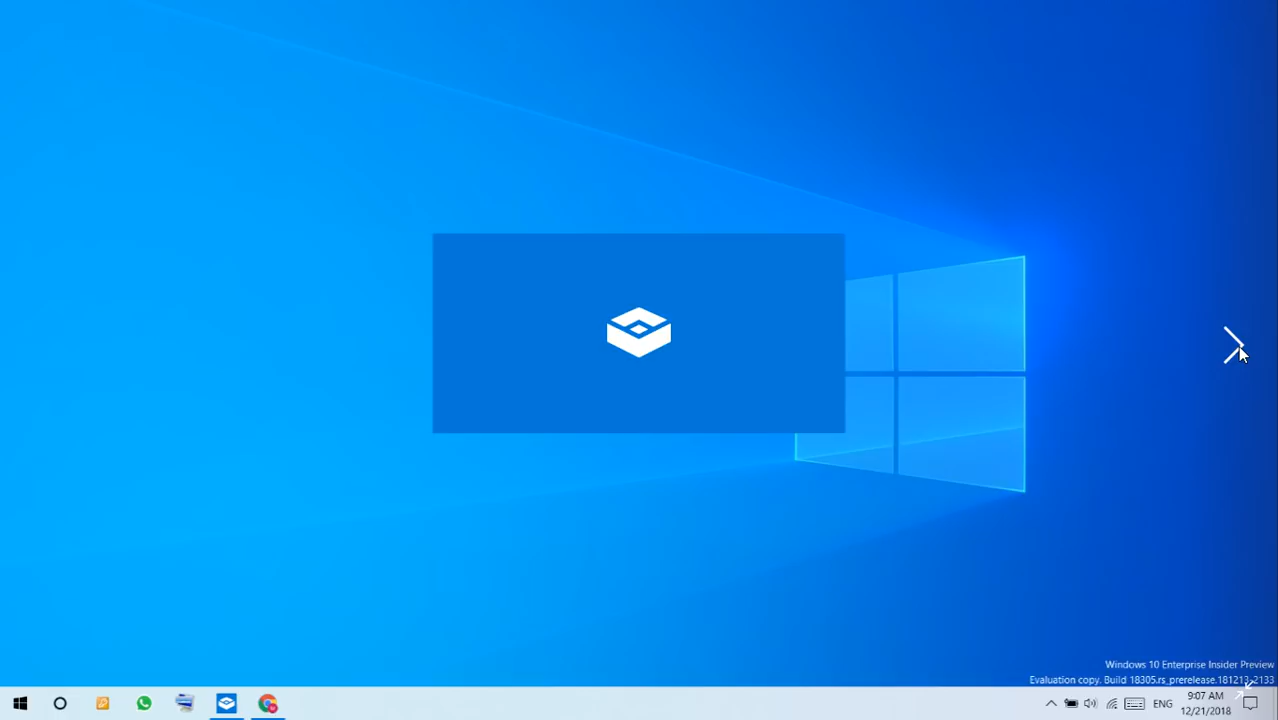 Windows 10 Enterprise Insider Preview
Evaluation copy. Build 18305.rs_prerelease.181213-2133
ENG
9:07 AM
12/21/2018